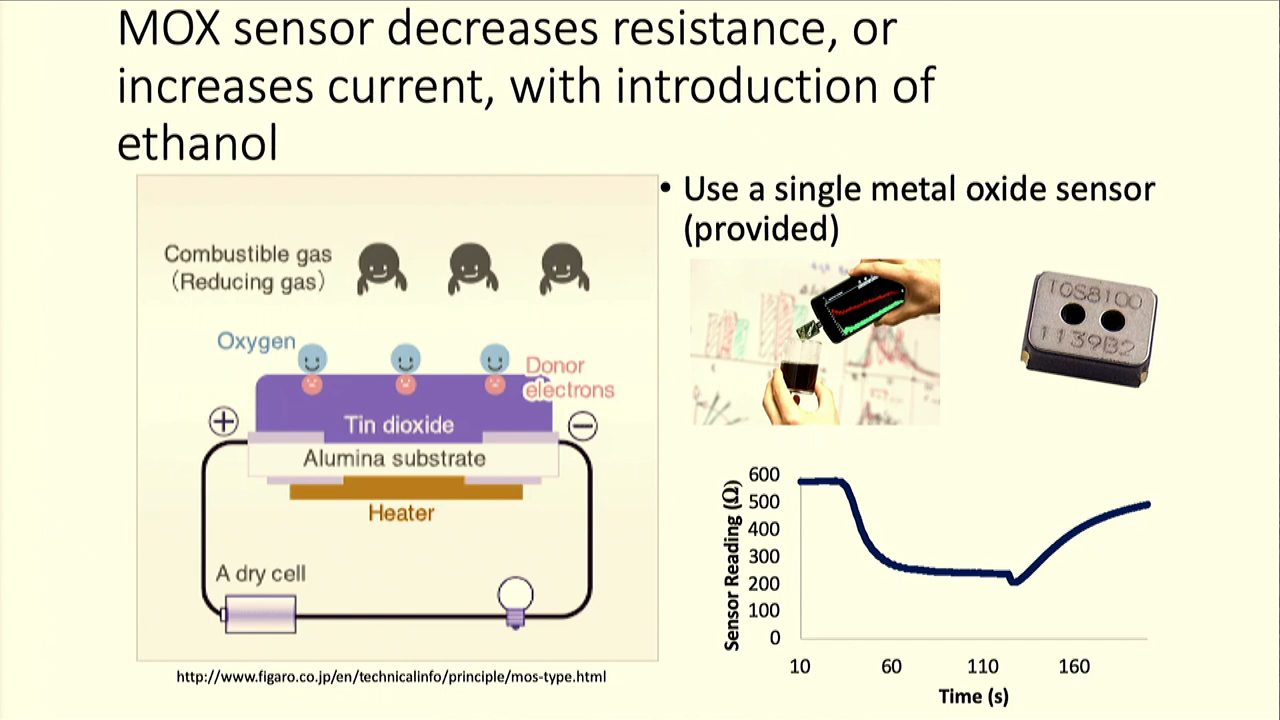 MOX sensor decreases resistance, or
increases current, with introduction of
ethanol
• Use a single metal oxide sensor
(provided)
Combustible gas
(Reducing gas)
Oxygen
Donor
electrons
+
−
Tin dioxide
Alumina substrate
Heater
A dry cell
http://www.figaro.co.jp/en/technicalinfo/principle/mos-type.html
10S8100
1139B2
Sensor Reading (Ω)
600
500
400
300
200
100
0
10 60 110 160
Time (s)